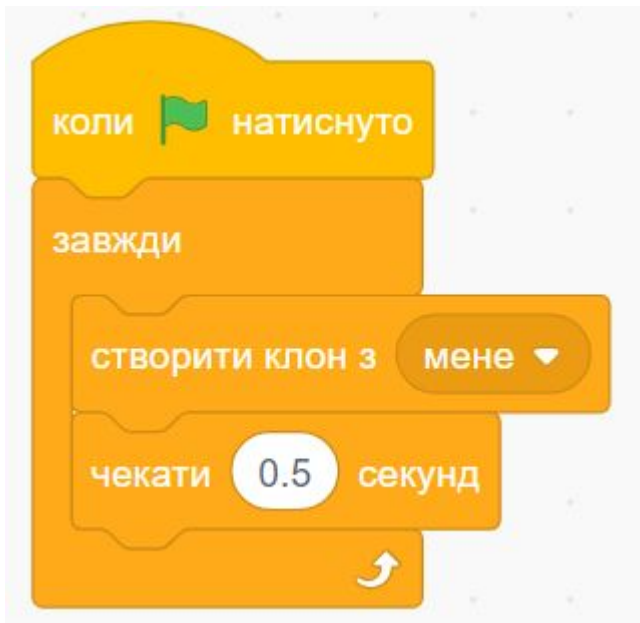 коли натиснуто
завжди
створити клон з мене
чекати 0.5 секунд